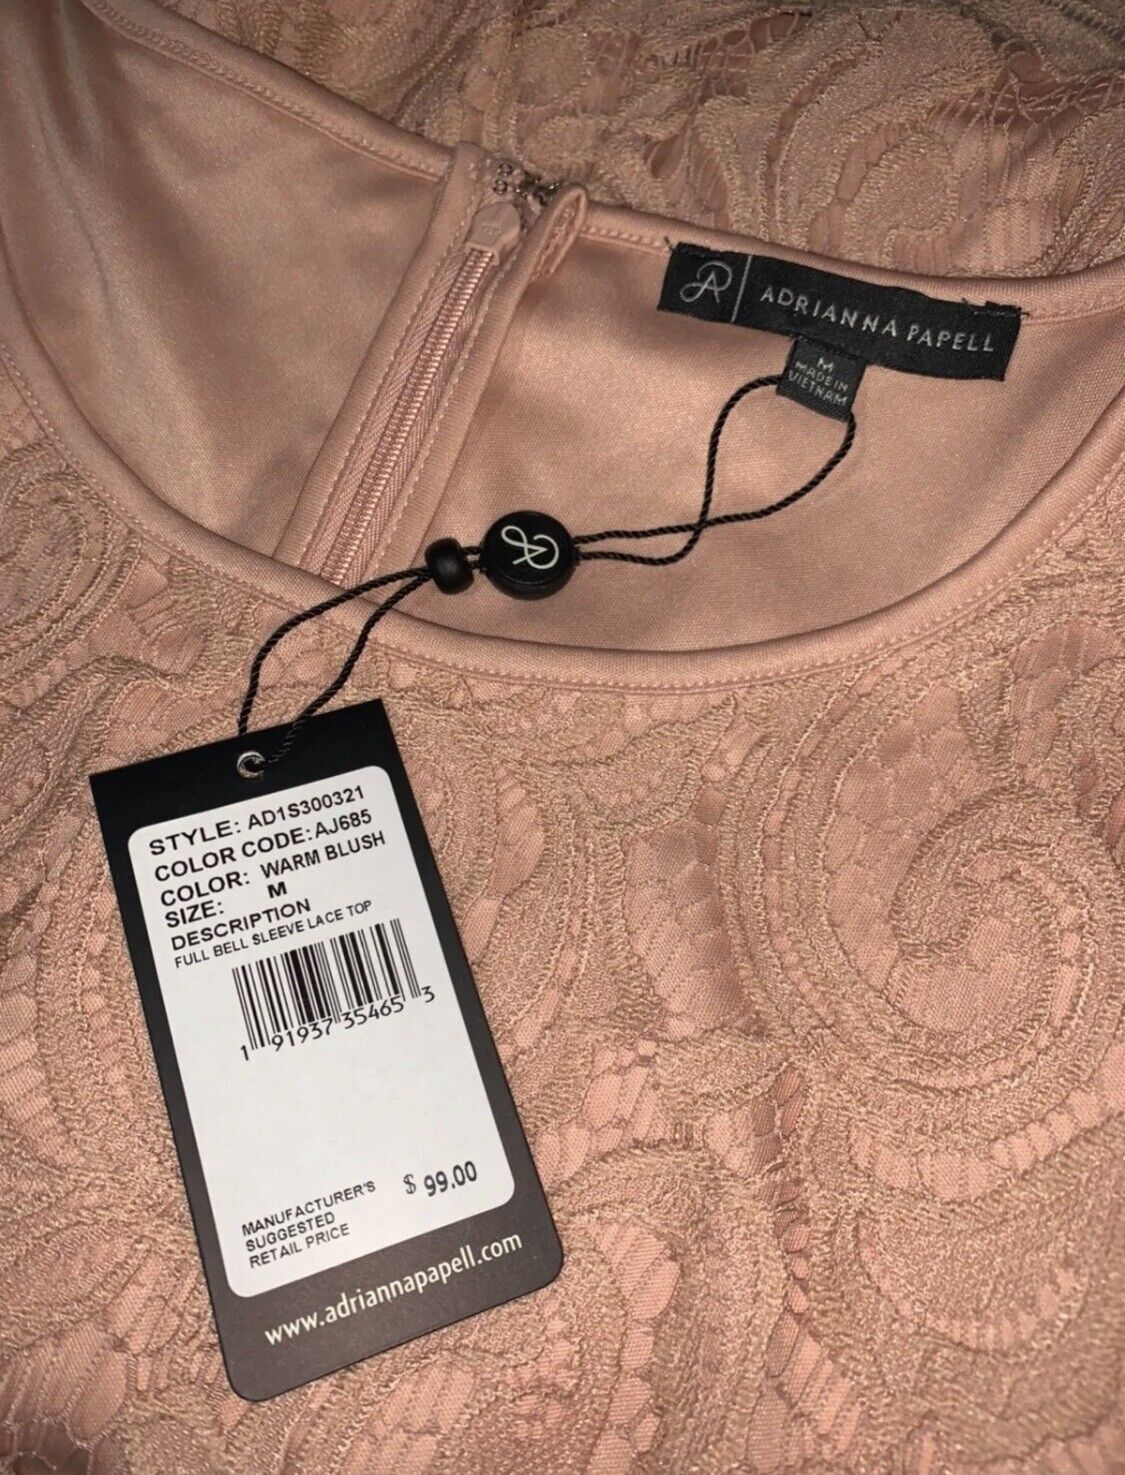 ADRIANNA PAPELL
M
MADE IN
VIETNAM
STYLE: AD1S300321
COLOR CODE: AJ685
COLOR: WARM BLUSH
SIZE: M
DESCRIPTION
FULL BELL SLEEVE LACE TOP
1 91937 35465 3
MANUFACTURER'S
SUGGESTED
RETAIL PRICE
$ 99.00
www.adriannapapell.com